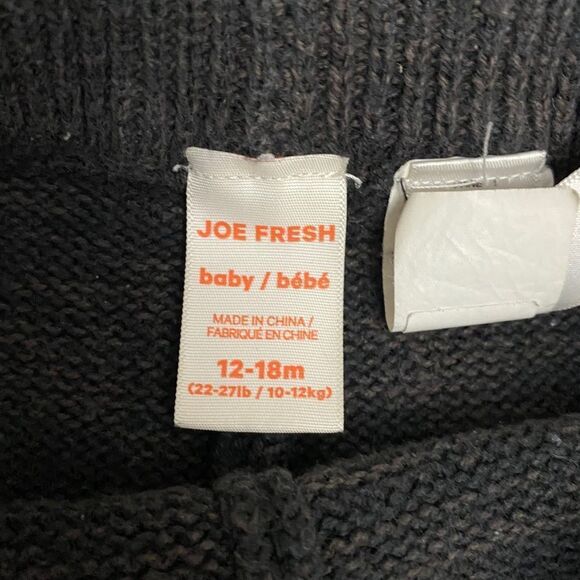 JOE FRESH
baby / bébé
MADE IN CHINA /
FABRIQUÉ EN CHINE
12-18m
(22-27lb / 10-12kg)